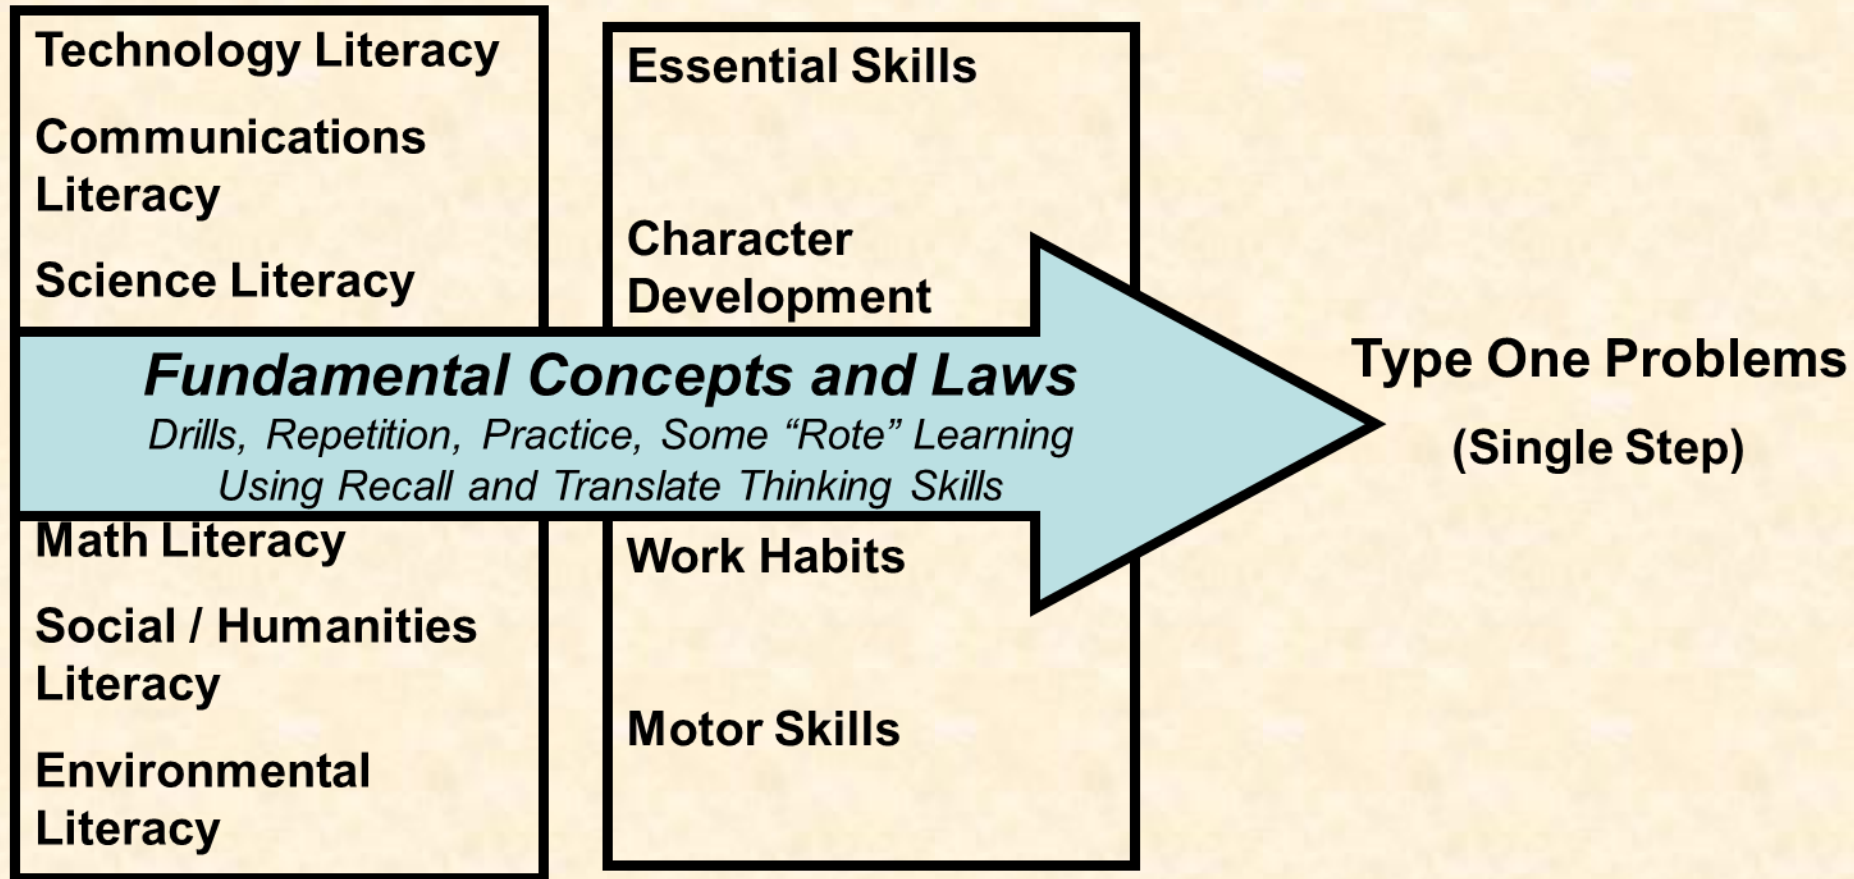 Technology Literacy
Communications
Literacy
Science Literacy
Essential Skills
Character
Development
Fundamental Concepts and Laws
Drills, Repetition, Practice, Some “Rote” Learning
Using Recall and Translate Thinking Skills
Math Literacy
Social / Humanities
Literacy
Environmental
Literacy
Work Habits
Motor Skills
Type One Problems
(Single Step)